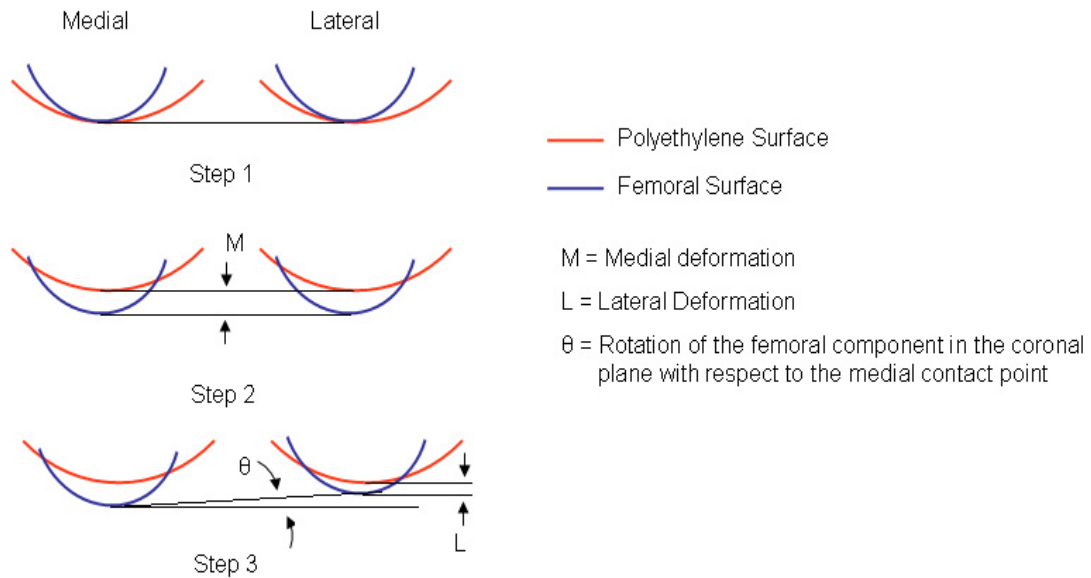 Medial Lateral
Step 1
Polyethylene Surface
Femoral Surface
M
Step 2
M = Medial deformation
L = Lateral Deformation
θ = Rotation of the femoral component in the coronal
plane with respect to the medial contact point
θ
L
Step 3